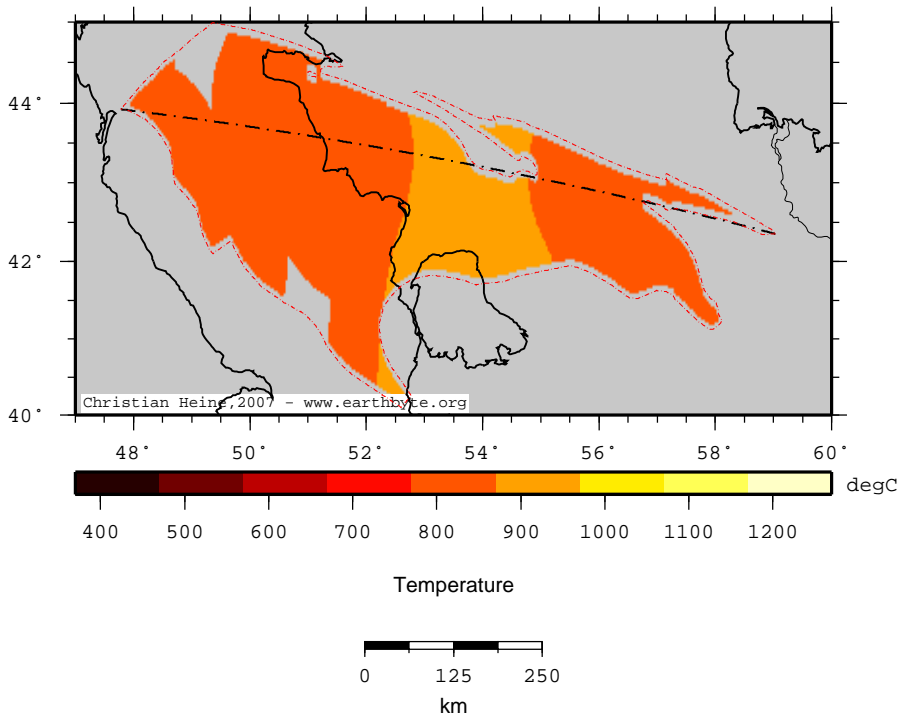 44˚
42˚
40˚
Christian Heine,2007 - www.earthbyte.org
48˚ 50˚ 52˚ 54˚ 56˚ 58˚ 60˚
degC
400 500 600 700 800 900 1000 1100 1200
Temperature
0 125 250
km